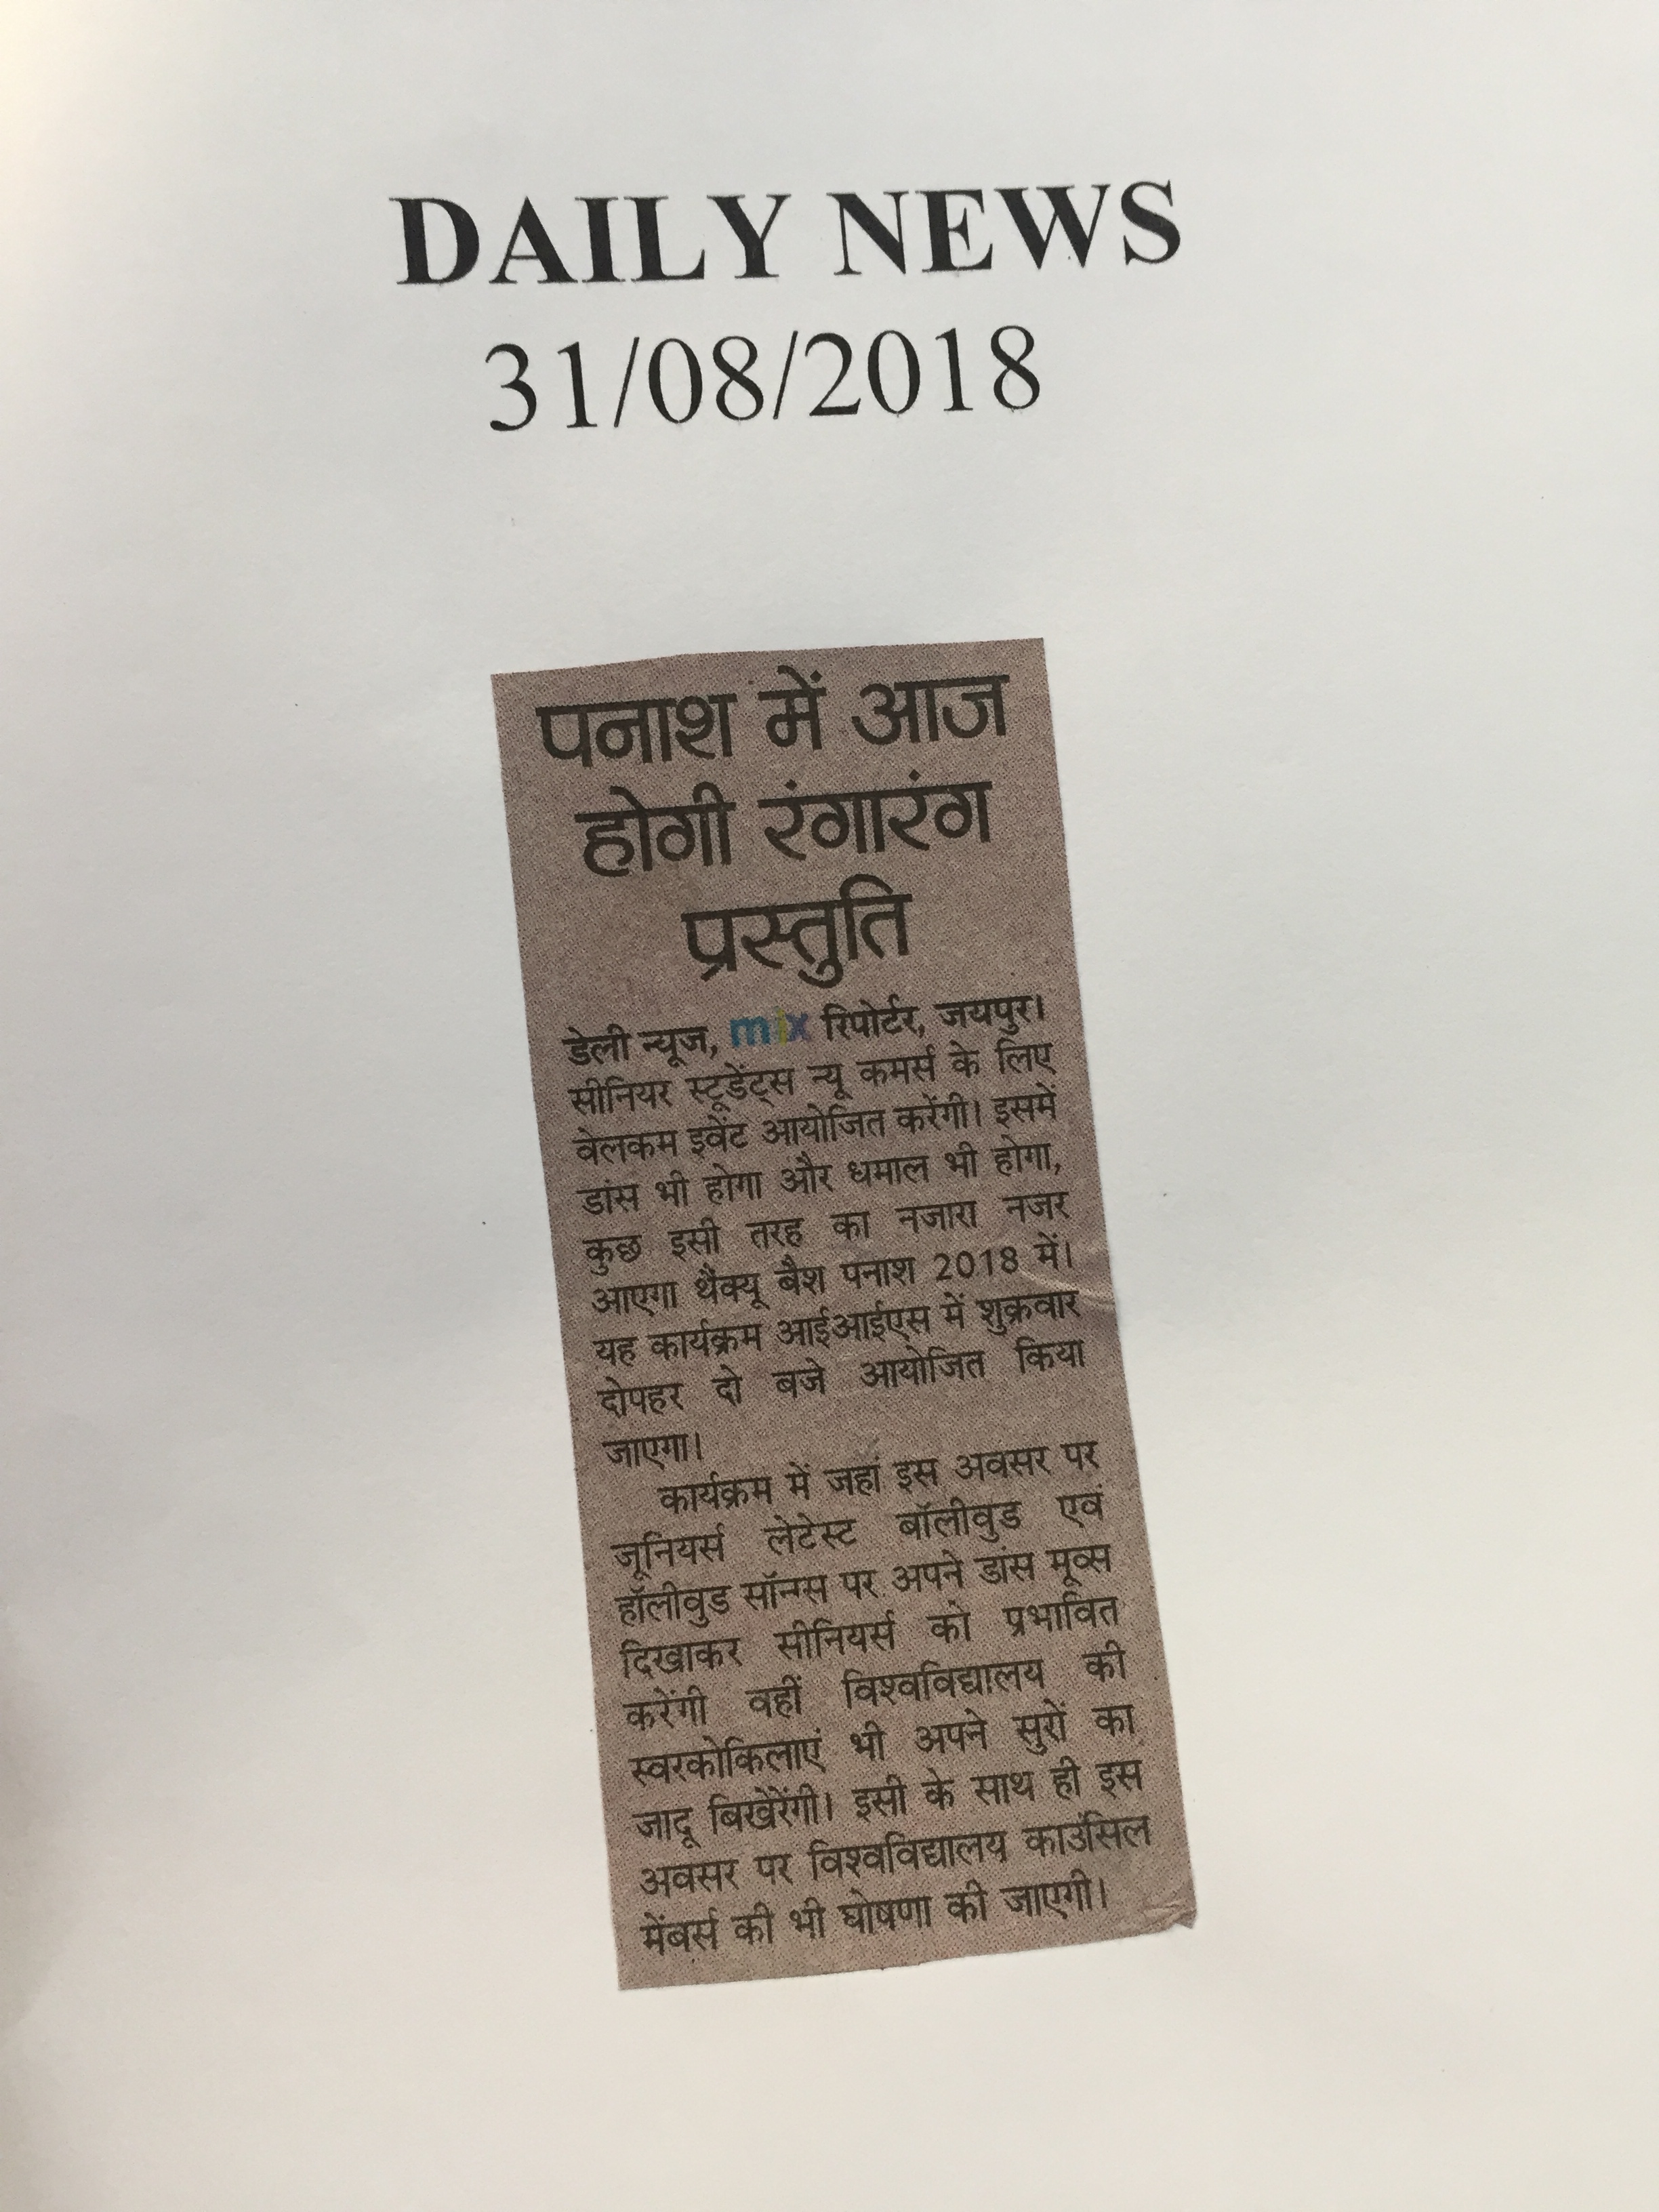 DAILY NEWS
31/08/2018
पनाश में आज
होगी रंगारंग
प्रस्तुति
डेली न्यूज, mix रिपोर्टर, जयपुर।
सीनियर स्टूडेंट्स न्यू कमर्स के लिए
वेलकम इवेंट आयोजित करेंगी। इसमें
डांस भी होगा और धमाल भी होगा,
कुछ इसी तरह का नजारा नजर
आएगा थैंक्यू बैश पनाश 2018 में।
यह कार्यक्रम आईआईएस में शुक्रवार
दोपहर दो बजे आयोजित किया
जाएगा।
कार्यक्रम में जहां इस अवसर पर
जूनियर्स लेटेस्ट बॉलीवुड एवं
हॉलीवुड सॉन्ग्स पर अपने डांस मूव्स
दिखाकर सीनियर्स को प्रभावित
करेंगी वहीं विश्वविद्यालय की
स्वरकोकिलाएं भी अपने सुरों का
जादू बिखेरेंगी। इसी के साथ ही इस
अवसर पर विश्वविद्यालय काउंसिल
मेंबर्स की भी घोषणा की जाएगी।